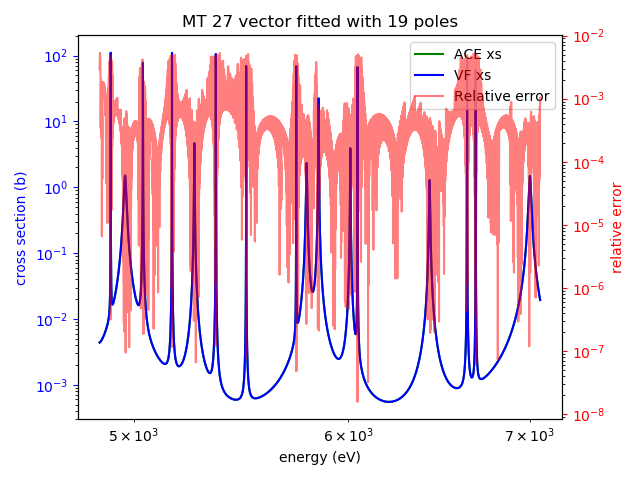 MT 27 vector fitted with 19 poles
ACE xs
VF xs
Relative error
cross section (b)
10²
10¹
10⁰
10⁻¹
10⁻²
10⁻³
relative error
10⁻²
10⁻³
10⁻⁴
10⁻⁵
10⁻⁶
10⁻⁷
10⁻⁸
5 × 10³
6 × 10³
7 × 10³
energy (eV)